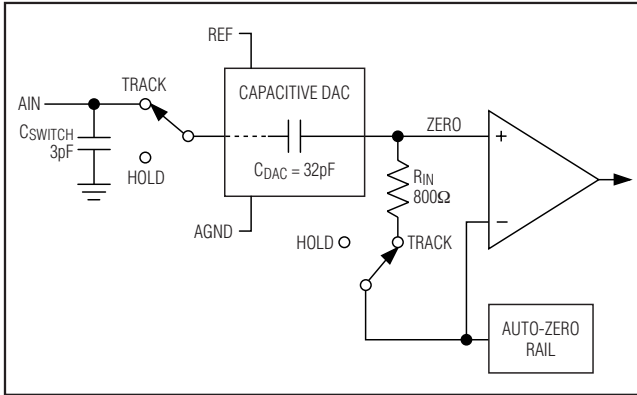 REF
TRACK
CAPACITIVE DAC
AIN
ZERO
CSWITCH
3pF
+
CDAC = 32pF
HOLD
RIN
800Ω
−
AGND
HOLD
TRACK
AUTO-ZERO
RAIL